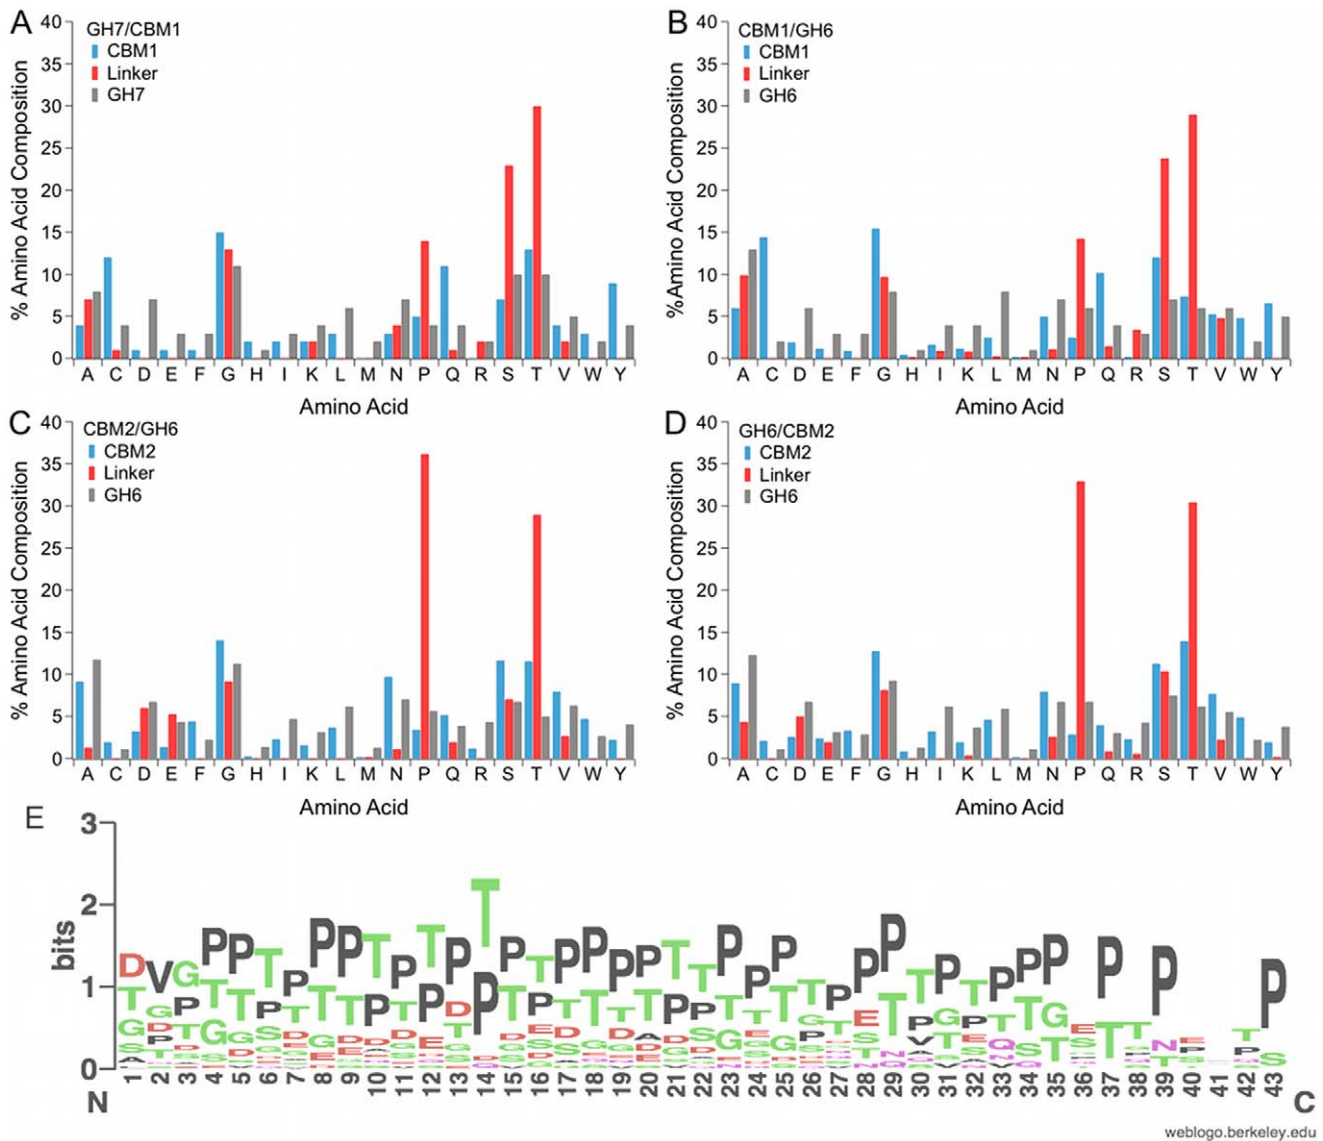 A
GH7/CBM1
CBM1
Linker
GH7
% Amino Acid Composition
40
35
30
25
20
15
10
5
0
A C D E F G H I K L M N P Q R S T V W Y
Amino Acid
B
CBM1/GH6
CBM1
Linker
GH6
%Amino Acid Composition
40
35
30
25
20
15
10
5
0
A C D E F G H I K L M N P Q R S T V W Y
Amino Acid
C
CBM2/GH6
CBM2
Linker
GH6
% Amino Acid Composition
40
35
30
25
20
15
10
5
0
A C D E F G H I K L M N P Q R S T V W Y
Amino Acid
D
GH6/CBM2
CBM2
Linker
GH6
% Amino Acid Composition
40
35
30
25
20
15
10
5
0
A C D E F G H I K L M N P Q R S T V W Y
Amino Acid
E
bits
3
2
1
0
1 2 3 4 5 6 7 8 9 10 11 12 13 14 15 16 17 18 19 20 21 22 23 24 25 26 27 28 29 30 31 32 33 34 35 36 37 38 39 40 41 42 43
N
C
weblogo.berkeley.edu